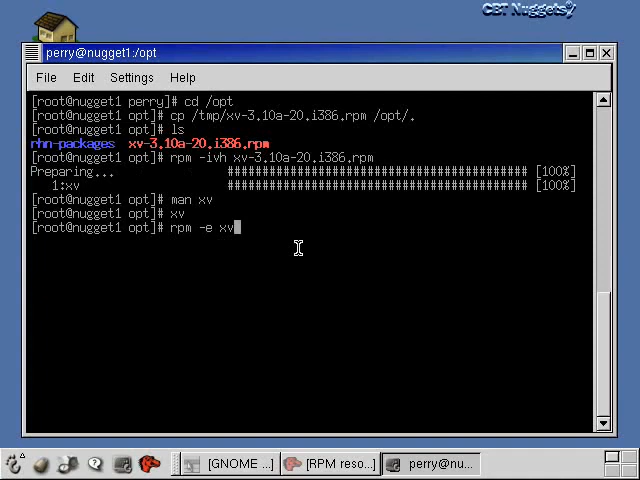 CBT Nuggets
perry@nugget1:/opt
File Edit Settings Help
[root@nugget1 perry]# cd /opt
[root@nugget1 opt]# cp /tmp/xv-3.10a-20.i386.rpm /opt/.
[root@nugget1 opt]# ls
rhn-packages xv-3.10a-20.i386.rpm
[root@nugget1 opt]# rpm -ivh xv-3.10a-20.i386.rpm
Preparing... ########################################### [100%]
1:xv ########################################### [100%]
[root@nugget1 opt]# man xv
[root@nugget1 opt]# xv
[root@nugget1 opt]# rpm -e xv
[GNOME ...] [RPM reso...] perry@nu...